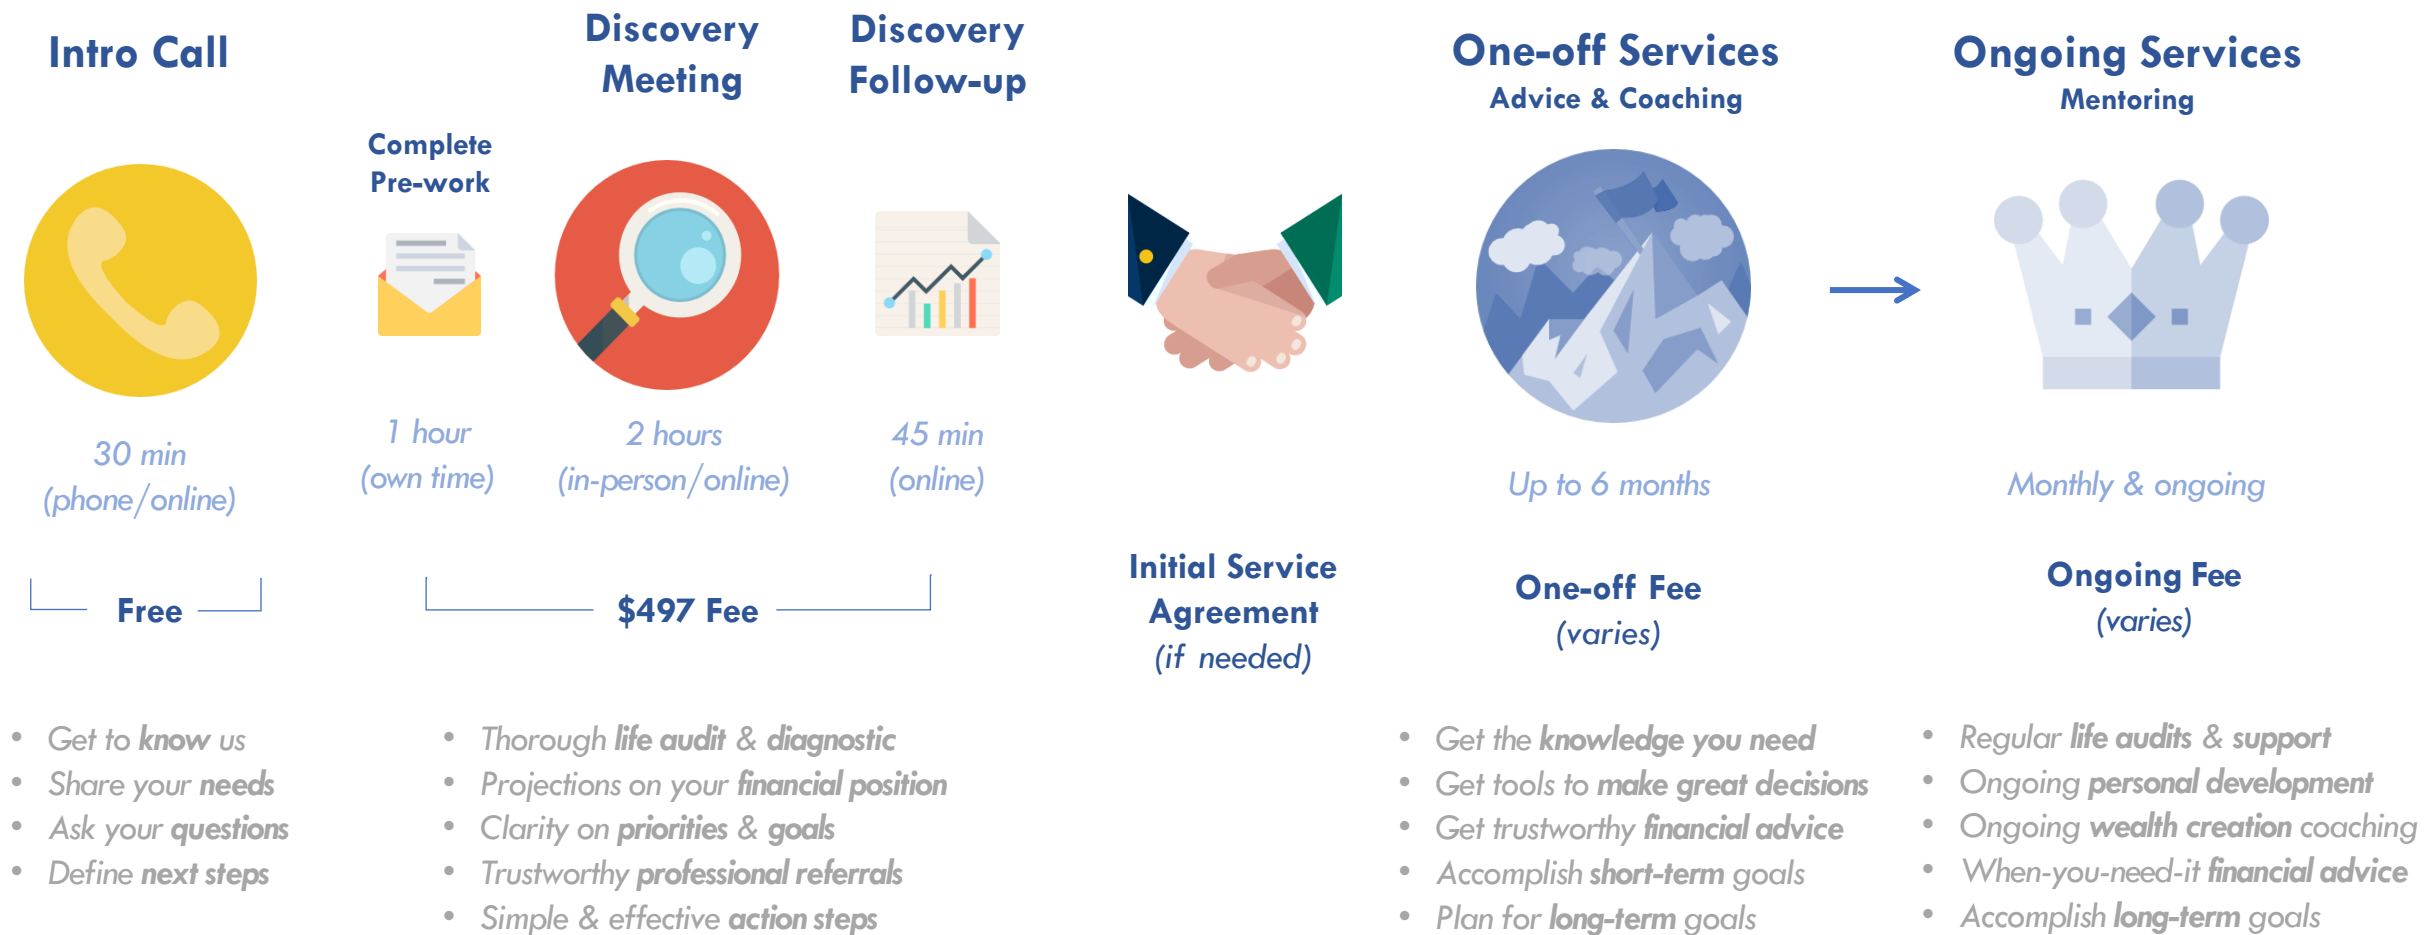 Intro Call
30 min
(phone/online)
Free
• Get to know us
• Share your needs
• Ask your questions
• Define next steps
Complete
Pre-work
1 hour
(own time)
Discovery
Meeting
2 hours
(in-person/online)
Discovery
Follow-up
45 min
(online)
$497 Fee
• Thorough life audit & diagnostic
• Projections on your financial position
• Clarity on priorities & goals
• Trustworthy professional referrals
• Simple & effective action steps
Initial Service
Agreement
(if needed)
One-off Services
Advice & Coaching
Up to 6 months
One-off Fee
(varies)
• Get the knowledge you need
• Get tools to make great decisions
• Get trustworthy financial advice
• Accomplish short-term goals
• Plan for long-term goals
Ongoing Services
Mentoring
Monthly & ongoing
Ongoing Fee
(varies)
• Regular life audits & support
• Ongoing personal development
• Ongoing wealth creation coaching
• When-you-need-it financial advice
• Accomplish long-term goals